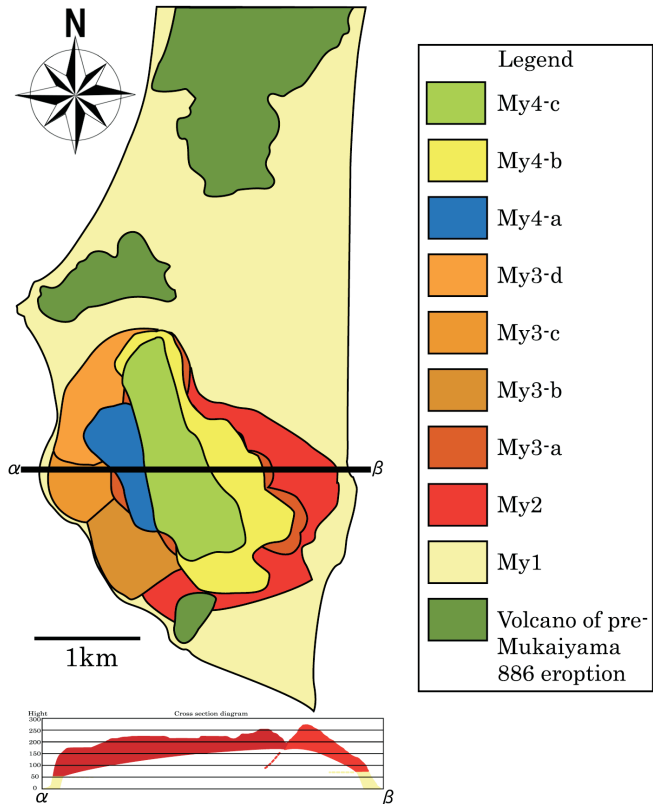 N
Legend
My4-c
My4-b
My4-a
My3-d
My3-c
My3-b
My3-a
My2
My1
Volcano of pre-
Mukaiyama
886 eruption
α
β
1km
Hight
Cross section diagram
300
250
200
150
100
50
0
α
β